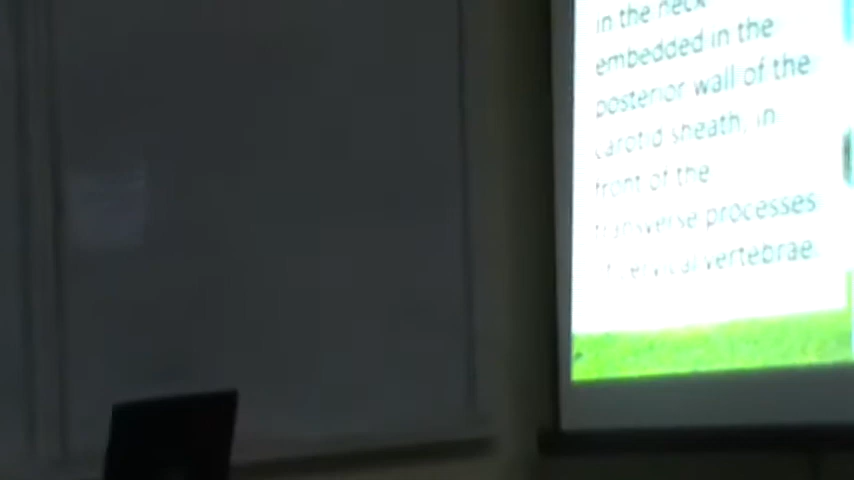 in the neck
embedded in the
posterior wall of the
carotid sheath, in
front of the
transverse processes
cervical vertebrae.